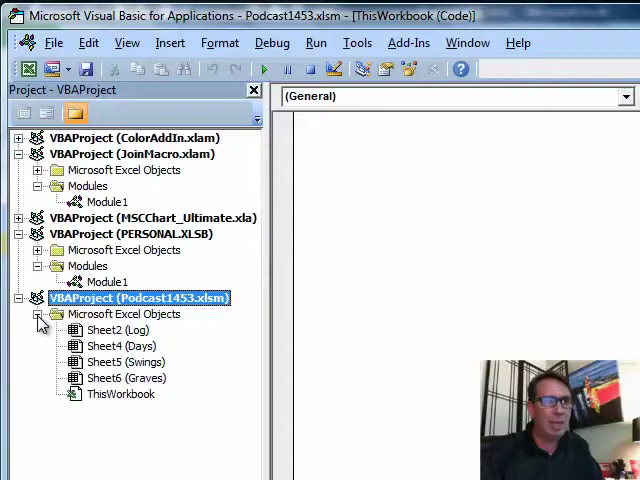 Microsoft Visual Basic for Applications - Podcast1453.xlsm - [ThisWorkbook (Code)]
File Edit View Insert Format Debug Run Tools Add-Ins Window Help
Project - VBAProject
(General)
VBAProject (ColorAddIn.xlam)
VBAProject (JoinMacro.xlam)
Microsoft Excel Objects
Modules
Module1
VBAProject (MSCChart_Ultimate.xla)
VBAProject (PERSONAL.XLSB)
Microsoft Excel Objects
Modules
Module1
VBAProject (Podcast1453.xlsm)
Microsoft Excel Objects
Sheet2 (Log)
Sheet4 (Days)
Sheet5 (Swings)
Sheet6 (Graves)
ThisWorkbook